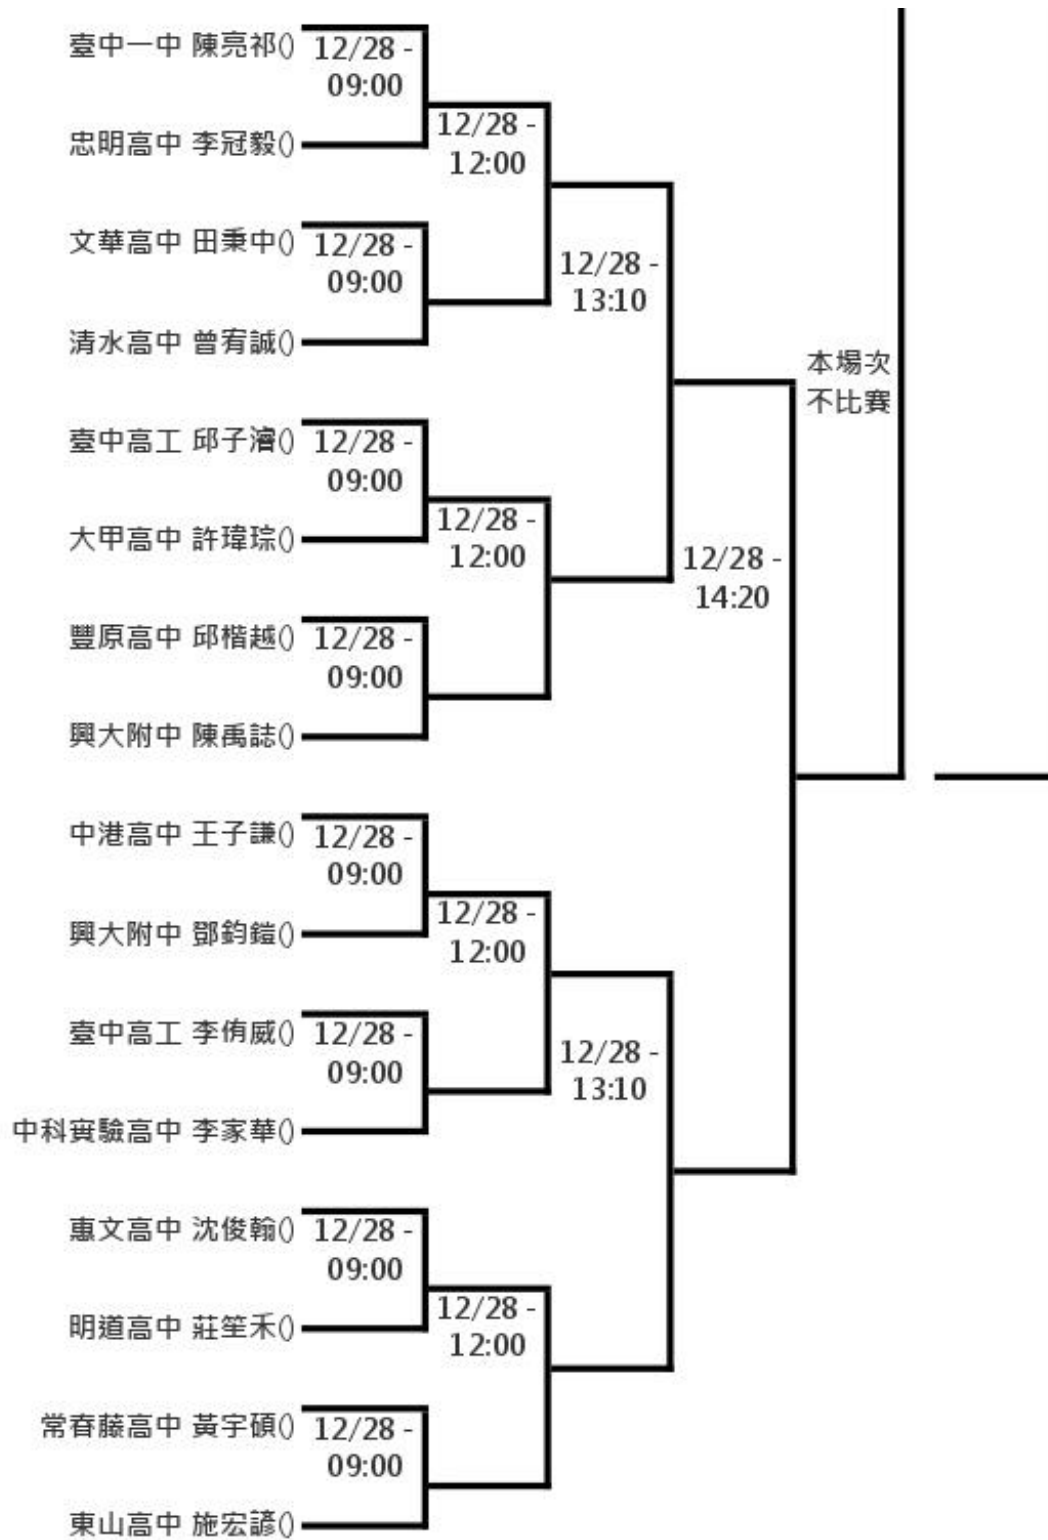 臺中一中 陳亮祁()
12/28 -
09:00
忠明高中 李冠毅()
12/28 -
12:00
文華高中 田秉中()
12/28 -
09:00
12/28 -
13:10
清水高中 曾宥誠()
本場次
不比賽
臺中高工 邱子濬()
12/28 -
09:00
大甲高中 許瑋琮()
12/28 -
12:00
12/28 -
14:20
豐原高中 邱楷越()
12/28 -
09:00
興大附中 陳禹誌()
中港高中 王子謙()
12/28 -
09:00
興大附中 鄧鈞鎧()
12/28 -
12:00
臺中高工 李侑威()
12/28 -
09:00
12/28 -
13:10
中科實驗高中 李家華()
惠文高中 沈俊翰()
12/28 -
09:00
明道高中 莊笙禾()
12/28 -
12:00
常春藤高中 黃宇碩()
12/28 -
09:00
東山高中 施宏諺()